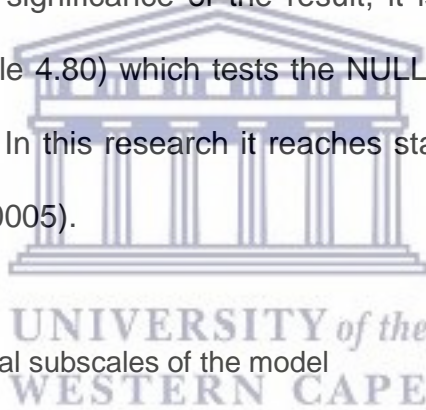 significance of the result, it is
le 4.80) which tests the NULL
In this research it reaches sta
0005).
UNIVERSITY of the
al subscales of the model
WESTERN CAPE